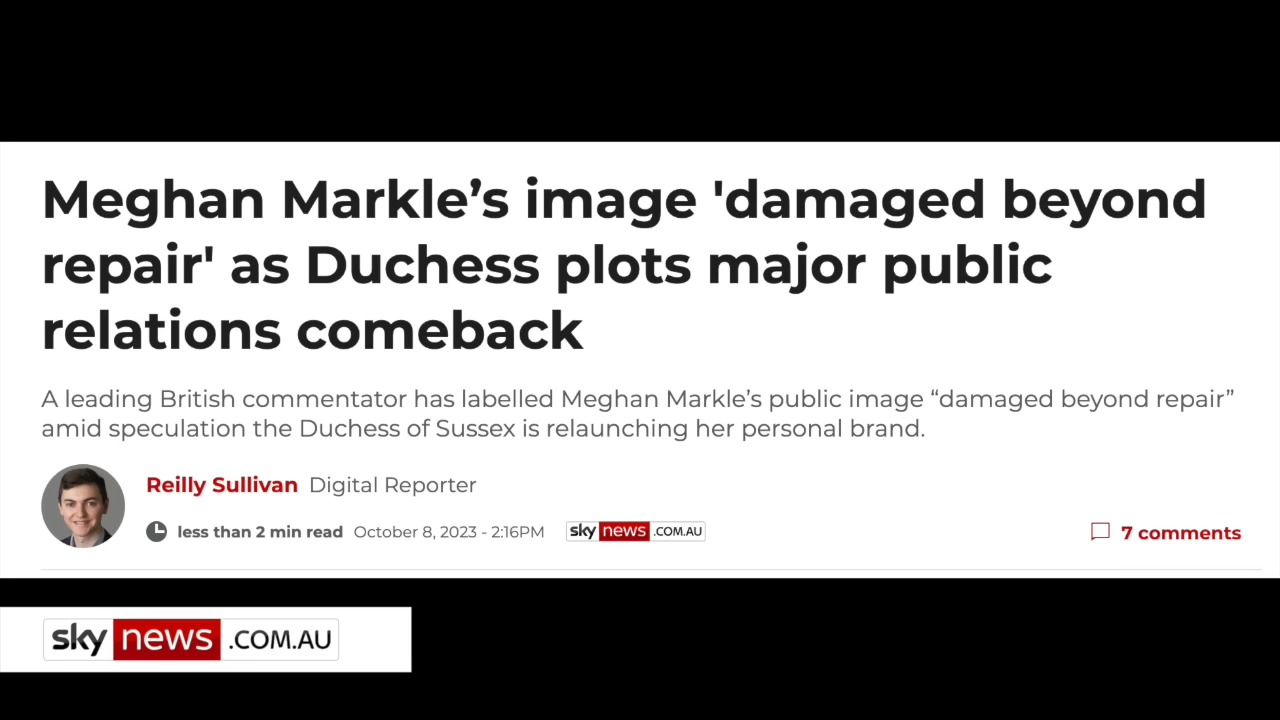 Meghan Markle’s image 'damaged beyond
repair' as Duchess plots major public
relations comeback
A leading British commentator has labelled Meghan Markle’s public image “damaged beyond repair”
amid speculation the Duchess of Sussex is relaunching her personal brand.
Reilly Sullivan Digital Reporter
less than 2 min read October 8, 2023 - 2:16PM sky news .COM.AU 7 comments
sky news .COM.AU